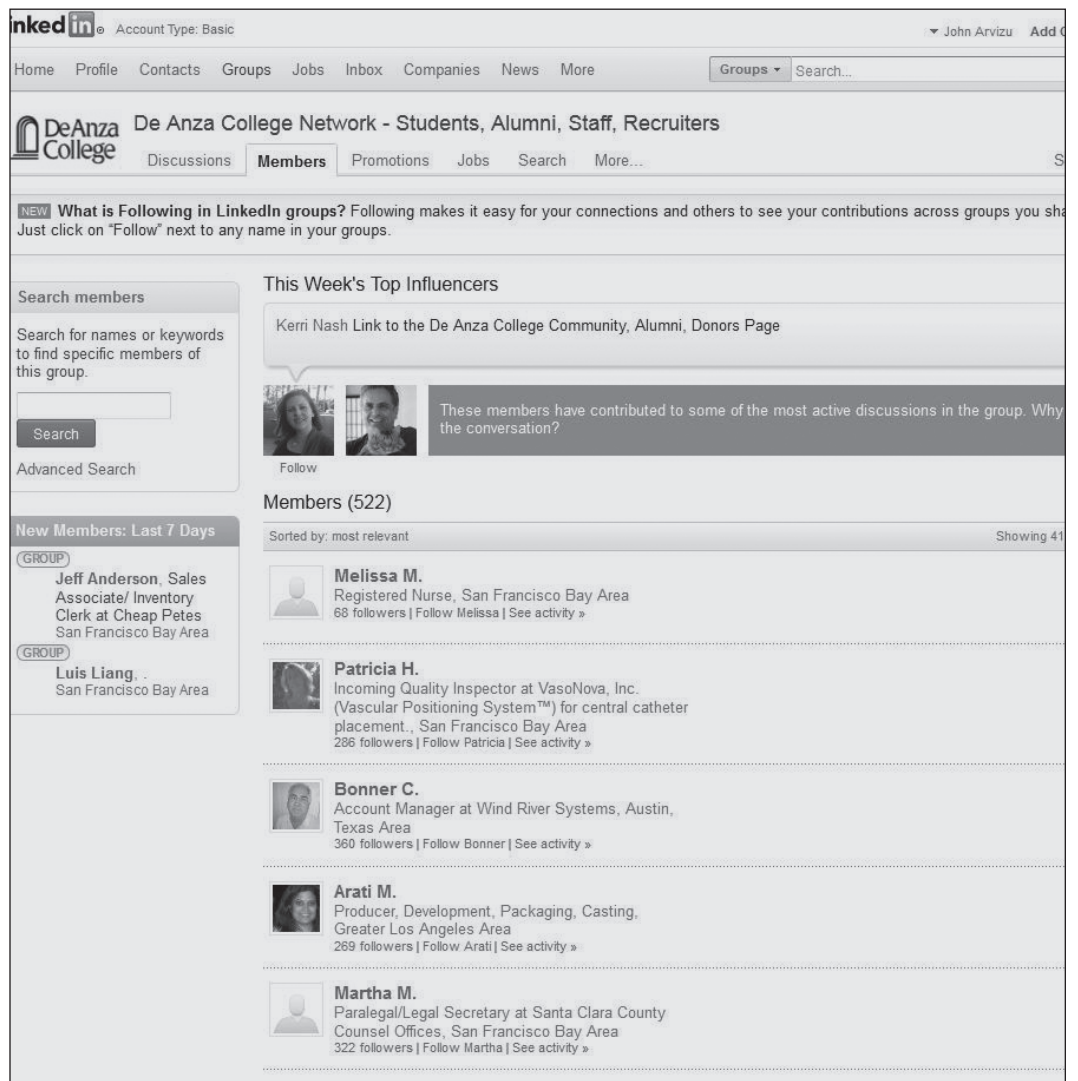 inked in® Account Type: Basic
John Arvizu Add
Home Profile Contacts Groups Jobs Inbox Companies News More
Groups Search...
DeAnza
College
De Anza College Network - Students, Alumni, Staff, Recruiters
Discussions Members Promotions Jobs Search More...
S
NEW What is Following in LinkedIn groups? Following makes it easy for your connections and others to see your contributions across groups you sha
Just click on “Follow” next to any name in your groups.
Search members
Search for names or keywords
to find specific members of
this group.
Search
Advanced Search
New Members: Last 7 Days
GROUP
Jeff Anderson, Sales
Associate/ Inventory
Clerk at Cheap Petes
San Francisco Bay Area
GROUP
Luis Liang, .
San Francisco Bay Area
This Week's Top Influencers
Kerri Nash Link to the De Anza College Community, Alumni, Donors Page
These members have contributed to some of the most active discussions in the group. Why
the conversation?
Follow
Members (522)
Sorted by: most relevant
Showing 41
Melissa M.
Registered Nurse, San Francisco Bay Area
68 followers | Follow Melissa | See activity »
Patricia H.
Incoming Quality Inspector at VasoNova, Inc.
(Vascular Positioning System™) for central catheter
placement., San Francisco Bay Area
286 followers | Follow Patricia | See activity »
Bonner C.
Account Manager at Wind River Systems, Austin,
Texas Area
360 followers | Follow Bonner | See activity »
Arati M.
Producer, Development, Packaging, Casting,
Greater Los Angeles Area
269 followers | Follow Arati | See activity »
Martha M.
Paralegal/Legal Secretary at Santa Clara County
Counsel Offices, San Francisco Bay Area
322 followers | Follow Martha | See activity »